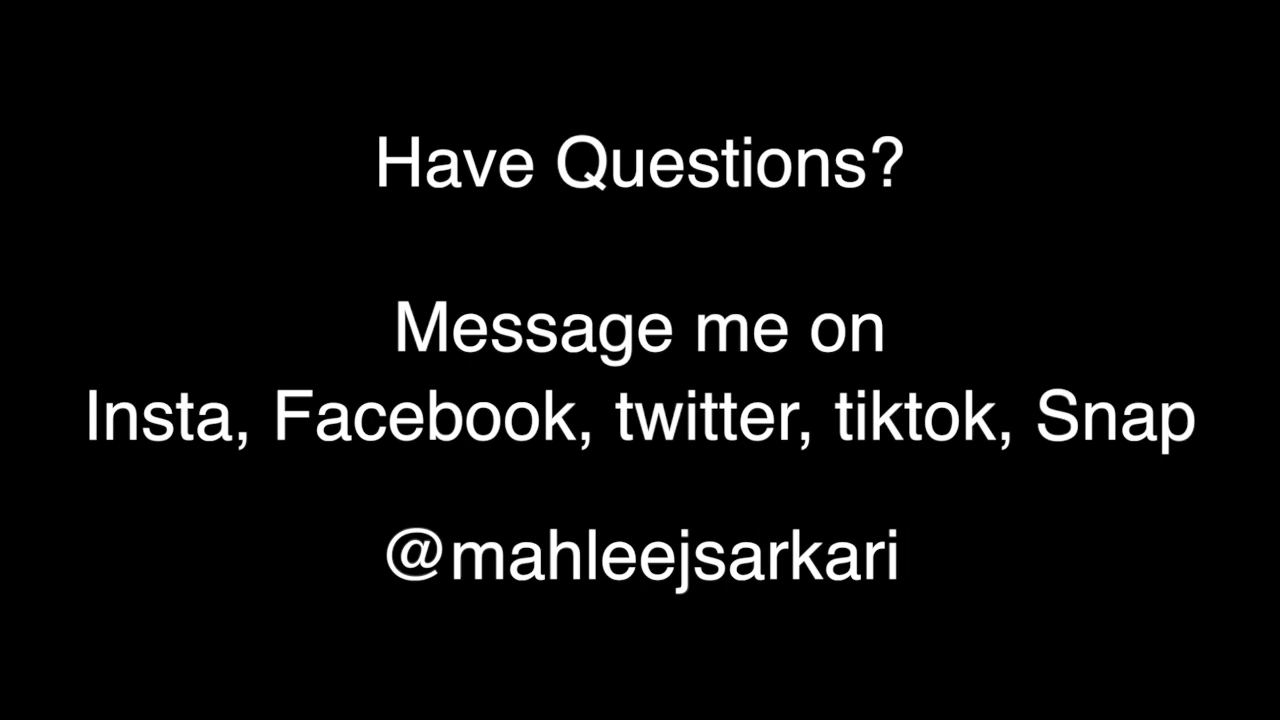 Have Questions?
Message me on
Insta, Facebook, twitter, tiktok, Snap
@mahleejsarkari